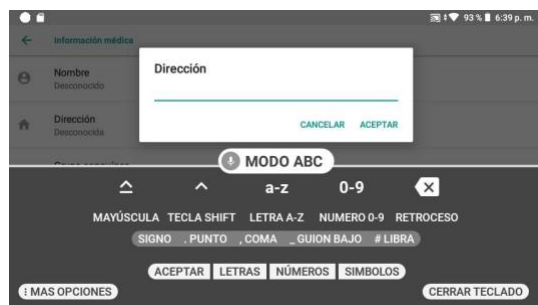 93 % 6:39 p. m.
Información médica
Nombre
Desconocido
Dirección
Dirección
Desconocida
CANCELAR ACEPTAR
Grupo sanguíneo
MODO ABC
a-z 0-9
MAYÚSCULA TECLA SHIFT LETRA A-Z NUMERO 0-9 RETROCESO
SIGNO . PUNTO , COMA _ GUION BAJO # LIBRA
ACEPTAR LETRAS NÚMEROS SIMBOLOS
MAS OPCIONES CERRAR TECLADO